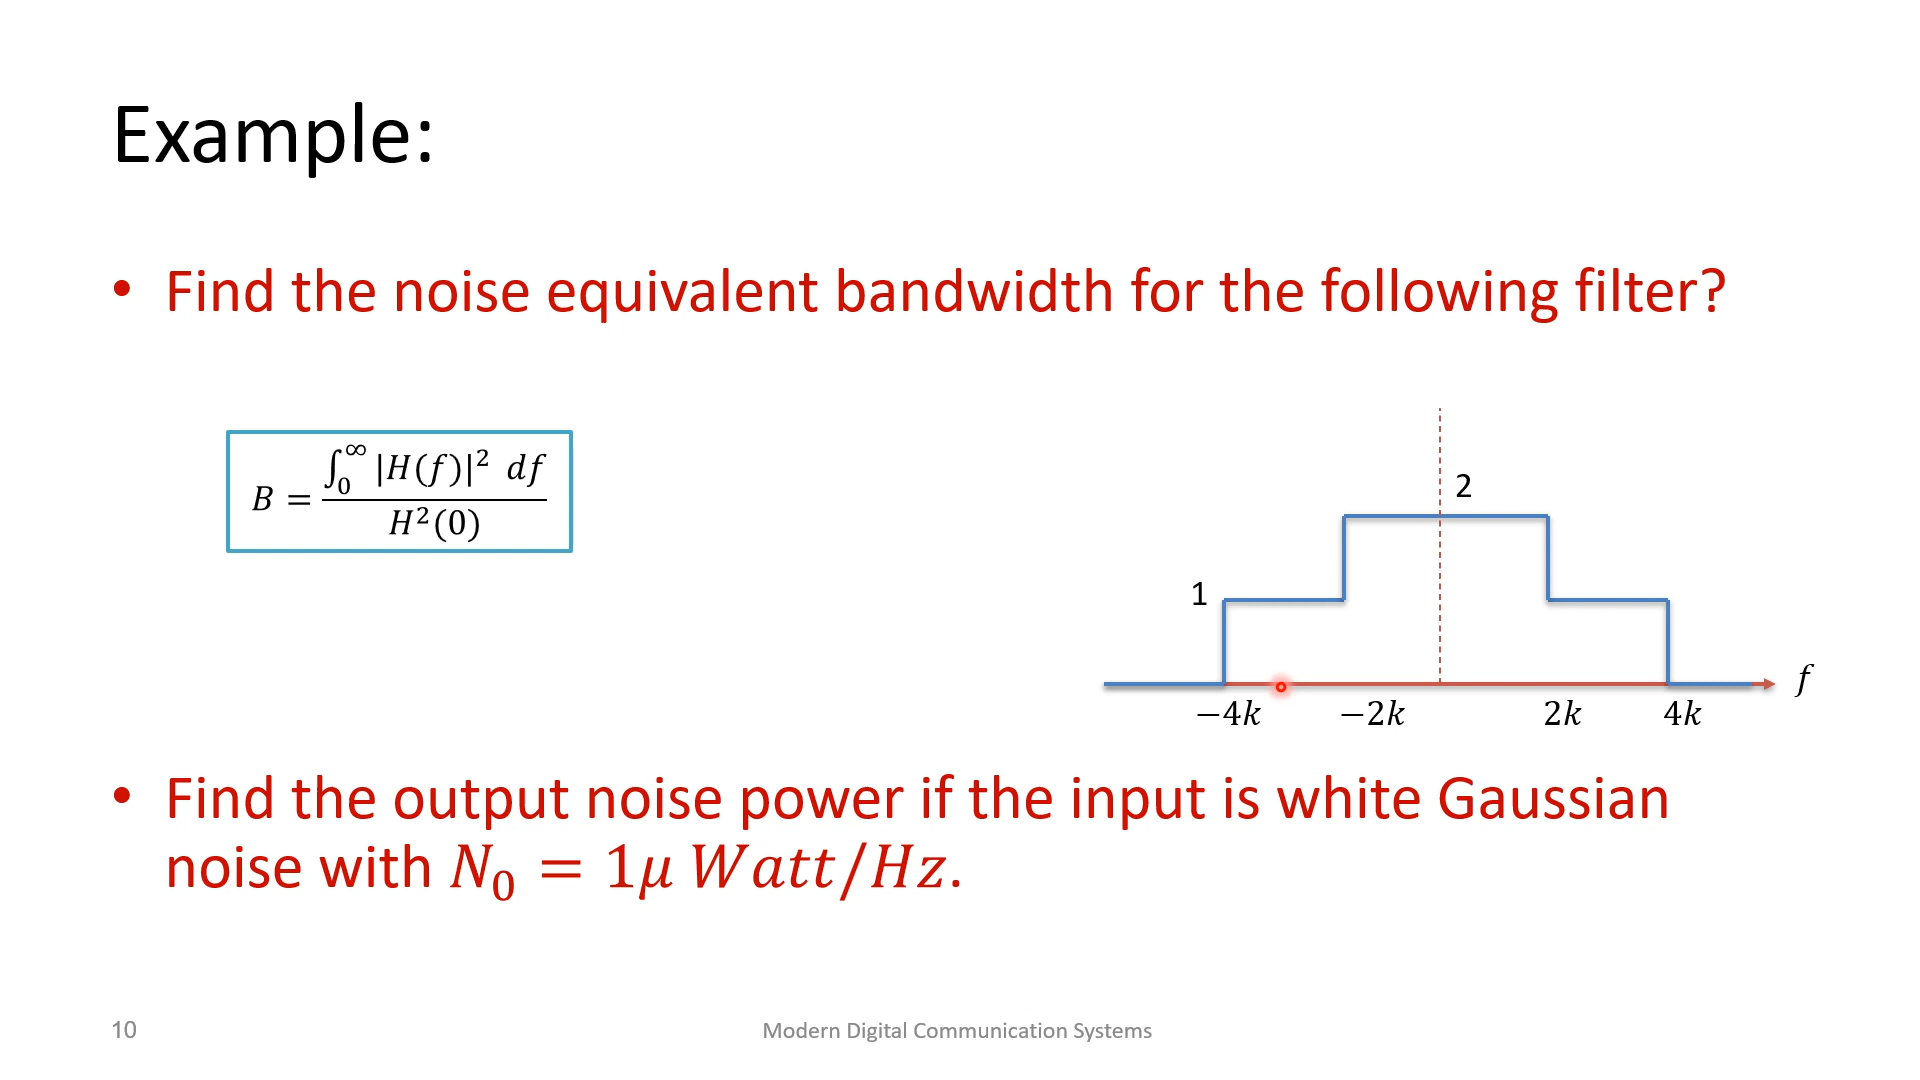 Example:
• Find the noise equivalent bandwidth for the following filter?
B = ∫₀^∞ |H(f)|² df / H²(0)
2
1
f
−4k −2k 2k 4k
• Find the output noise power if the input is white Gaussian
noise with N₀ = 1μ Watt/Hz.
10 Modern Digital Communication Systems